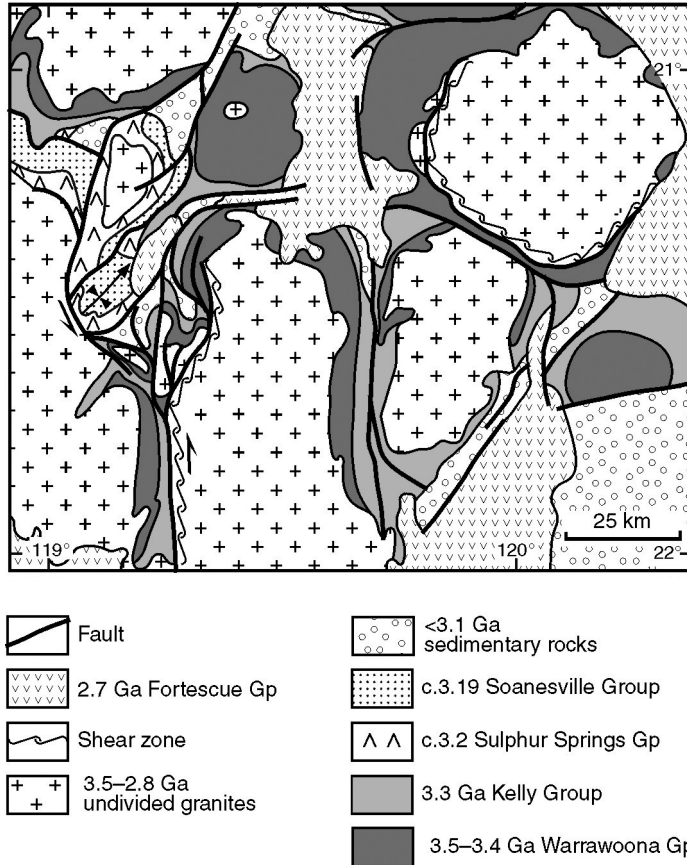 21°
25 km
119°
120°
22°
Fault
2.7 Ga Fortescue Gp
Shear zone
3.5–2.8 Ga
undivided granites
<3.1 Ga
sedimentary rocks
c.3.19 Soanesville Group
c.3.2 Sulphur Springs Gp
3.3 Ga Kelly Group
3.5–3.4 Ga Warrawoona Gp